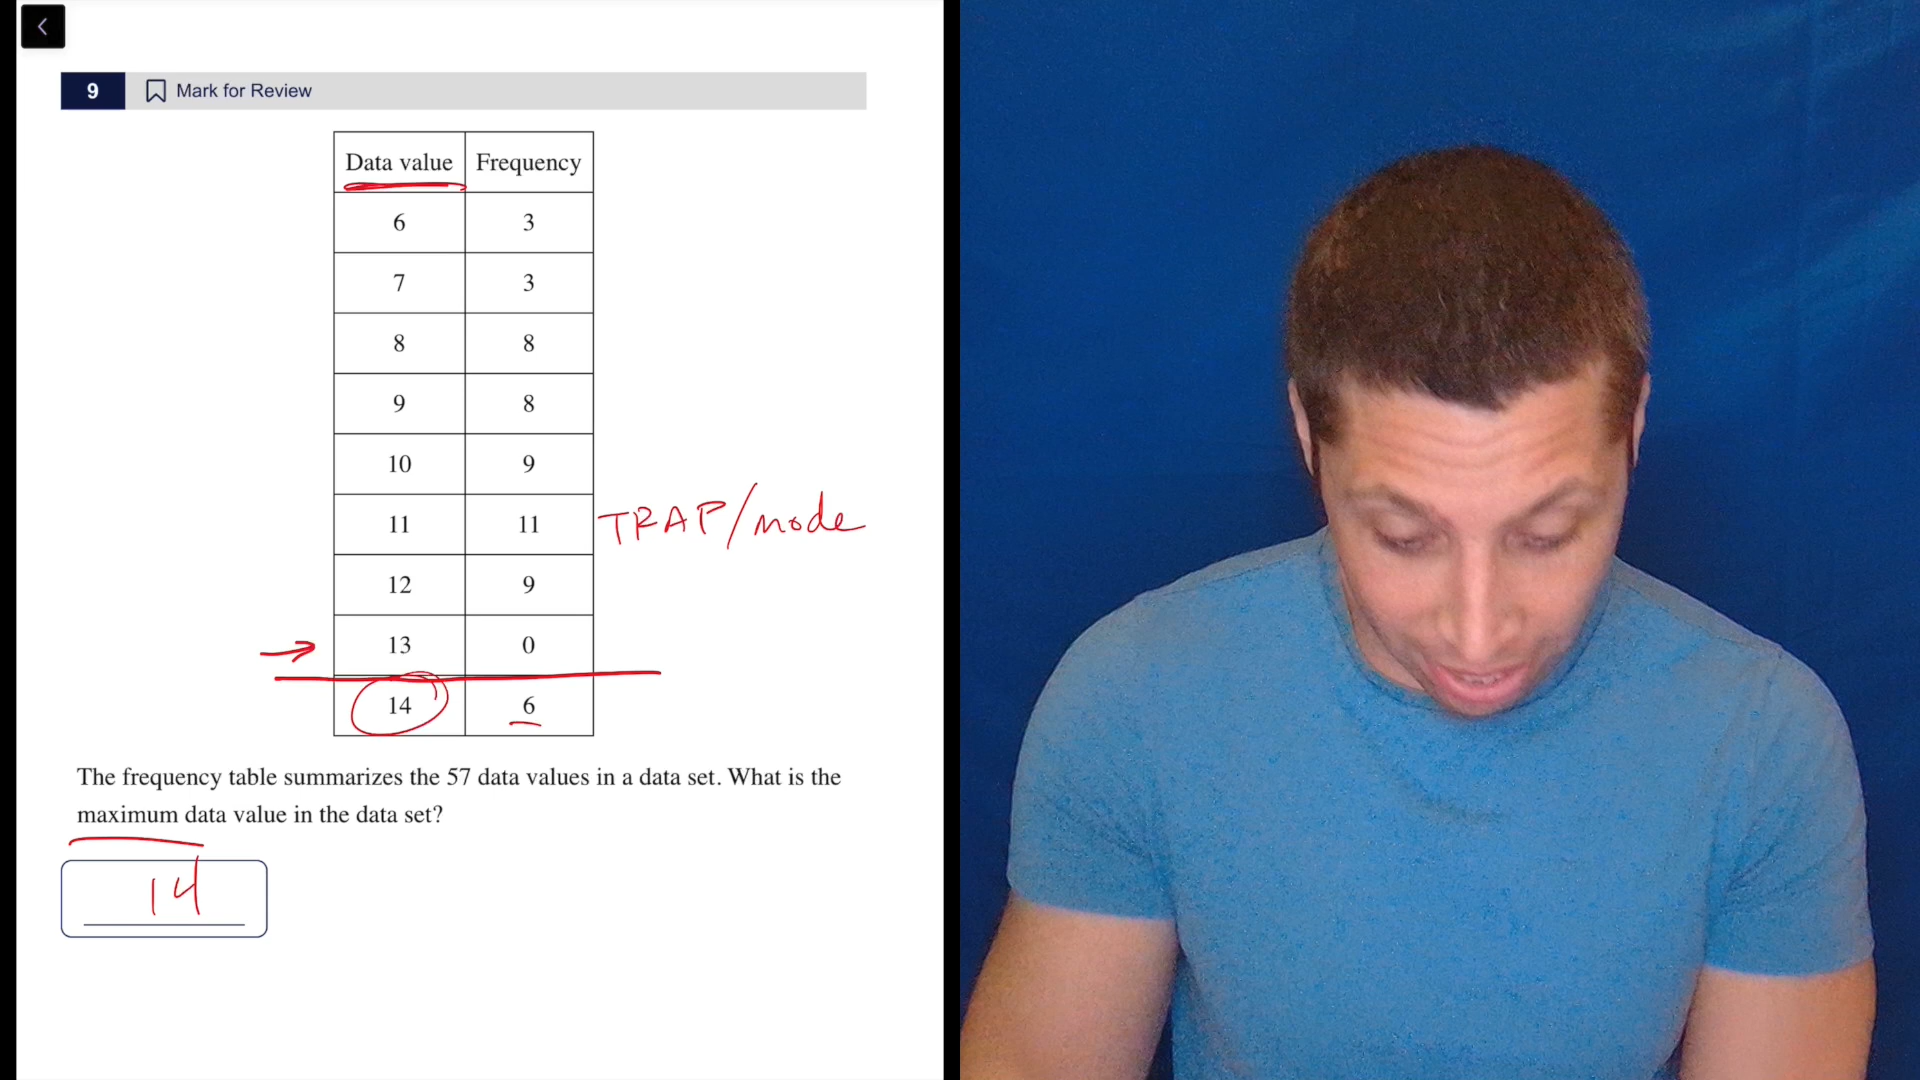 9 Mark for Review
Data value Frequency
6 3
7 3
8 8
9 8
10 9
11 11 TRAP/mode
12 9
13 0
14 6
The frequency table summarizes the 57 data values in a data set. What is the
maximum data value in the data set?
14